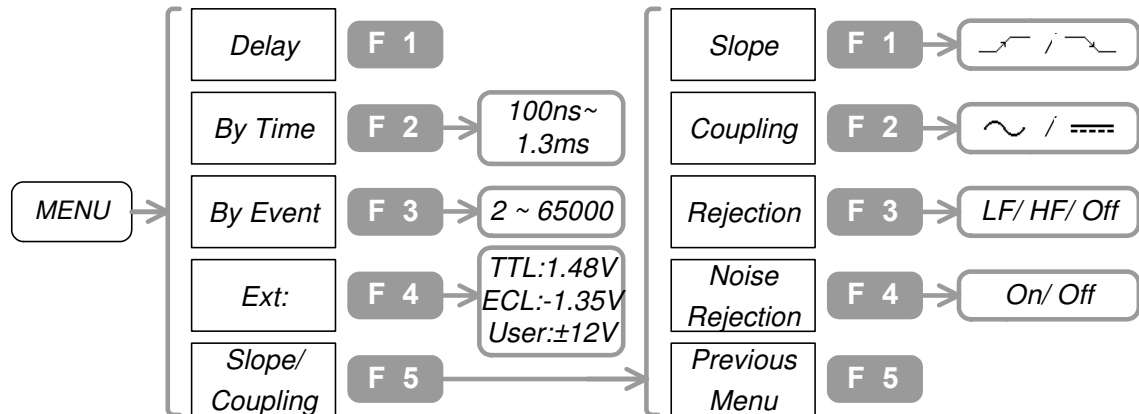 MENU
Delay
F 1
By Time
F 2
100ns~
1.3ms
By Event
F 3
2 ~ 65000
Ext:
F 4
TTL:1.48V
ECL:-1.35V
User:±12V
Slope/
Coupling
F 5
Slope
F 1
/
Coupling
F 2
/
Rejection
F 3
LF/ HF/ Off
Noise
Rejection
F 4
On/ Off
Previous
Menu
F 5